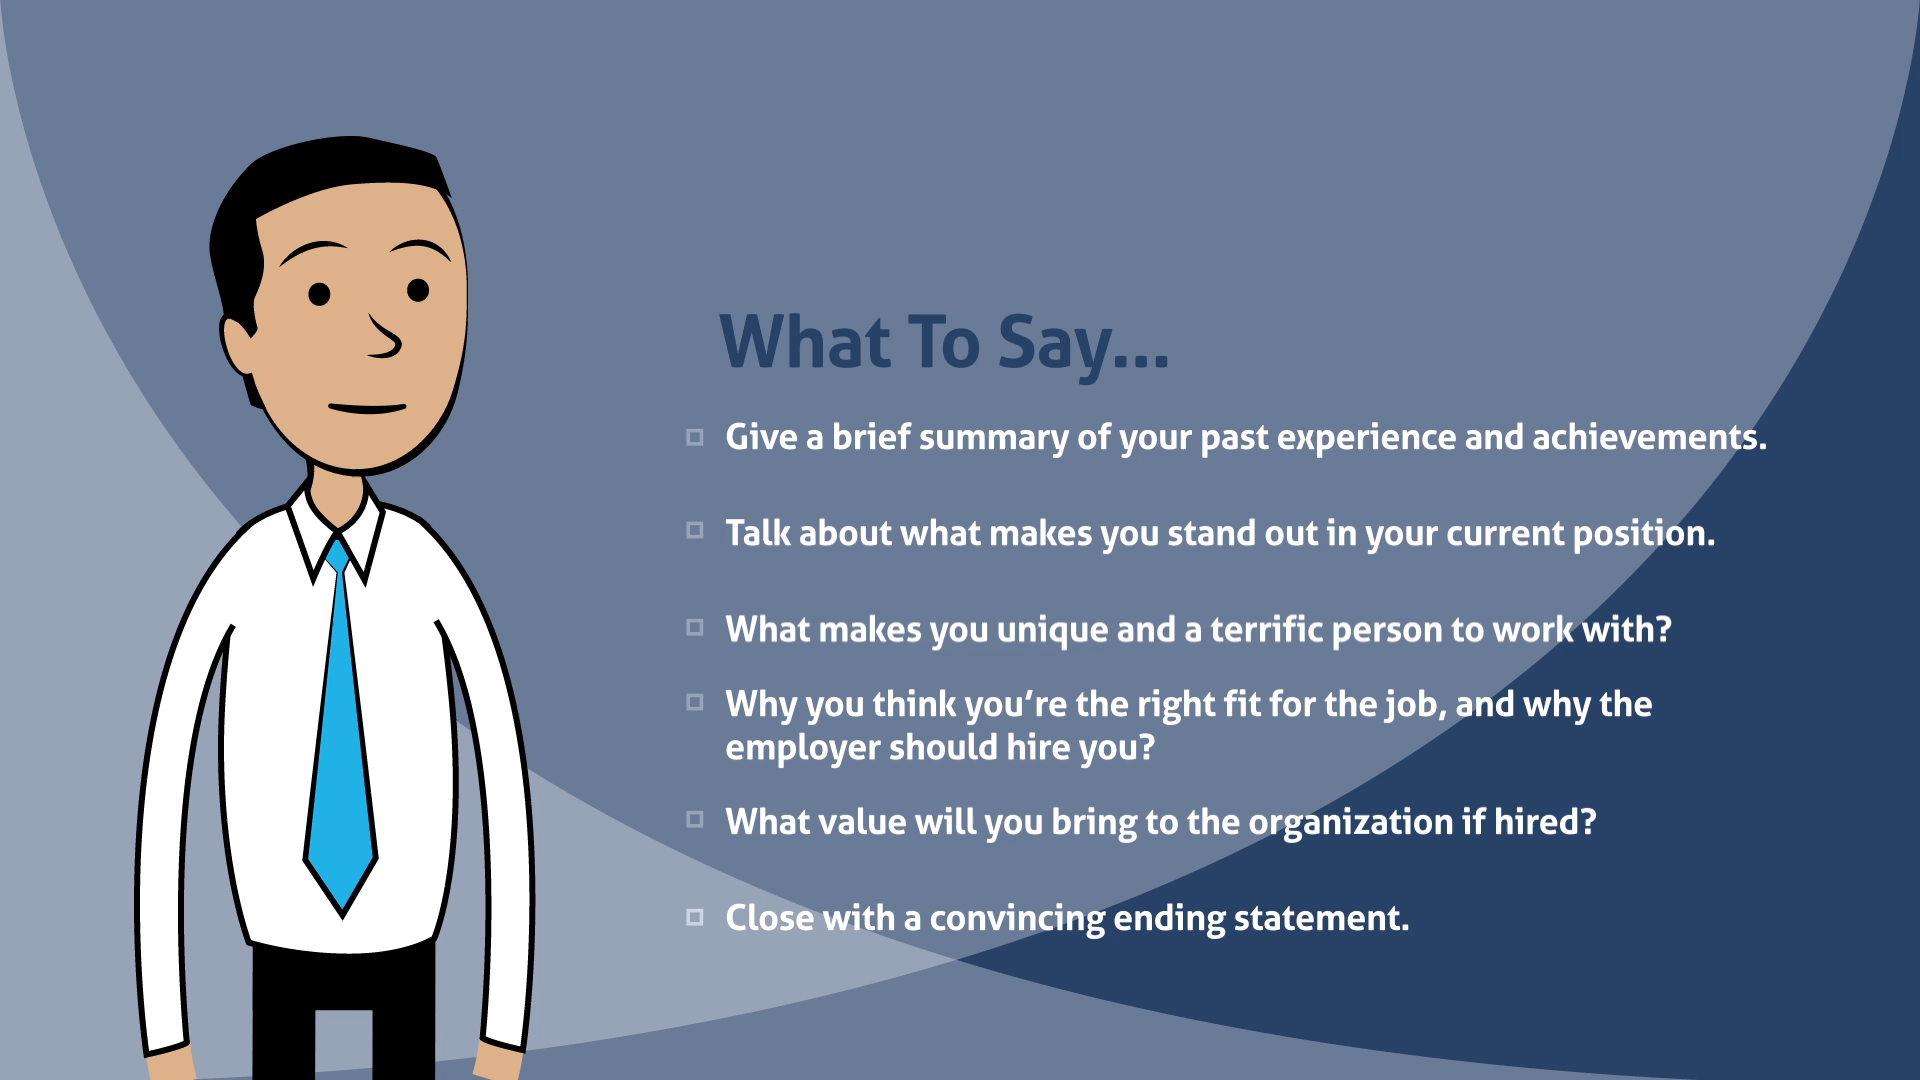 What To Say...
Give a brief summary of your past experience and achievements.
Talk about what makes you stand out in your current position.
What makes you unique and a terrific person to work with?
Why you think you’re the right fit for the job, and why the
employer should hire you?
What value will you bring to the organization if hired?
Close with a convincing ending statement.